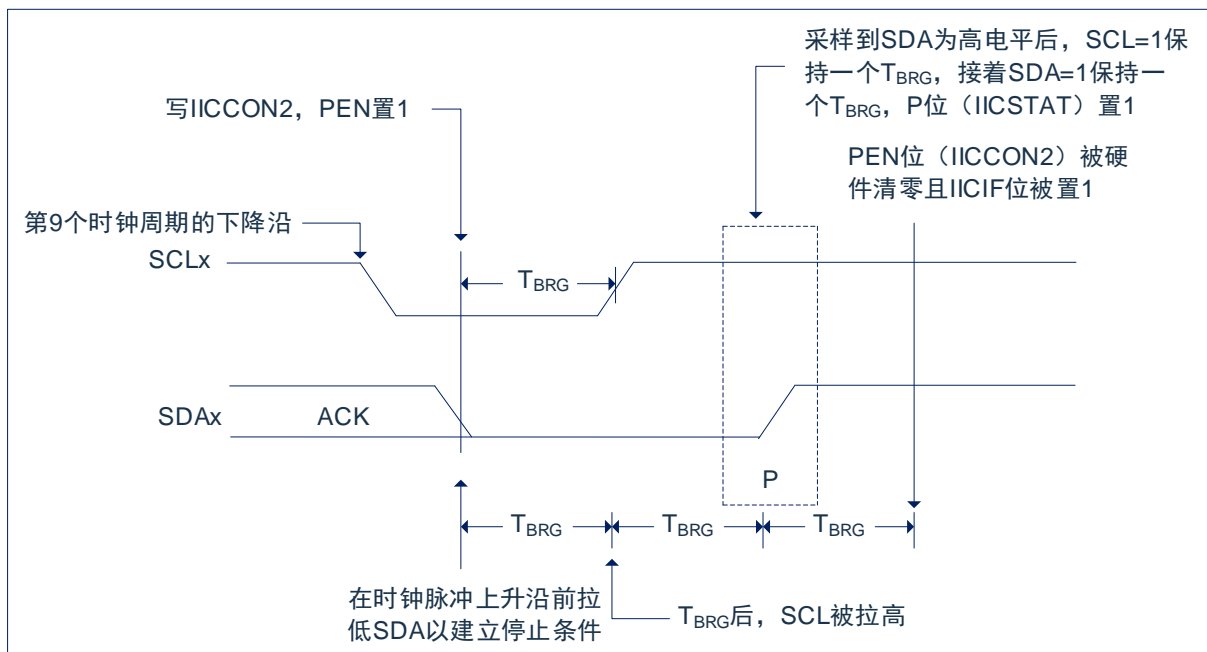 采样到SDA为高电平后，SCL=1保
持一个TBRG，接着SDA=1保持一
个TBRG，P位（IICSTAT）置1
写IICCON2，PEN置1
PEN位（IICCON2）被硬
件清零且IICIF位被置1
第9个时钟周期的下降沿
SCLx
TBRG
SDAx
ACK
P
TBRG
TBRG
TBRG
在时钟脉冲上升沿前拉
低SDA以建立停止条件
TBRG后，SCL被拉高